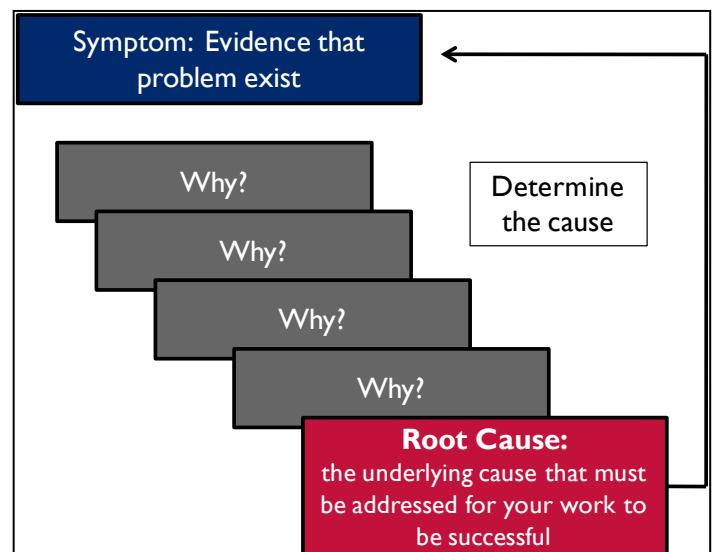 Symptom: Evidence that
problem exist
Why?
Determine
the cause
Why?
Why?
Why?
Root Cause:
the underlying cause that must
be addressed for your work to
be successful